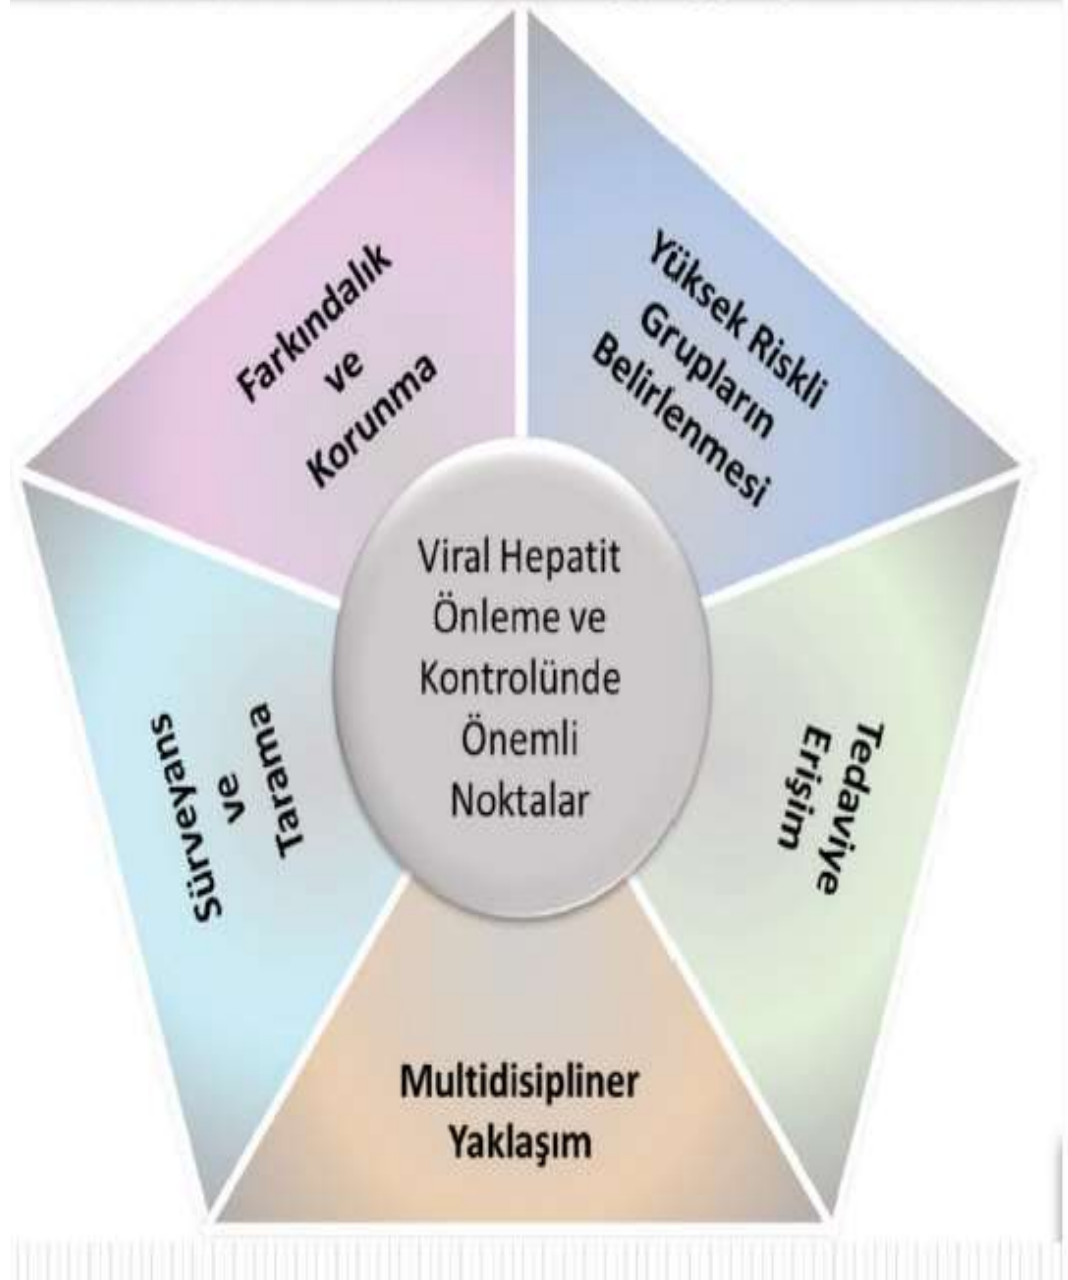 Farkındalık
ve
Korunma
Yüksek Riskli
Grupların
Belirlenmesi
Viral Hepatit
Önleme ve
Kontrolünde
Önemli
Noktalar
Sürveyans
ve
Tarama
Tedaviye
Erişim
Multidisipliner
Yaklaşım